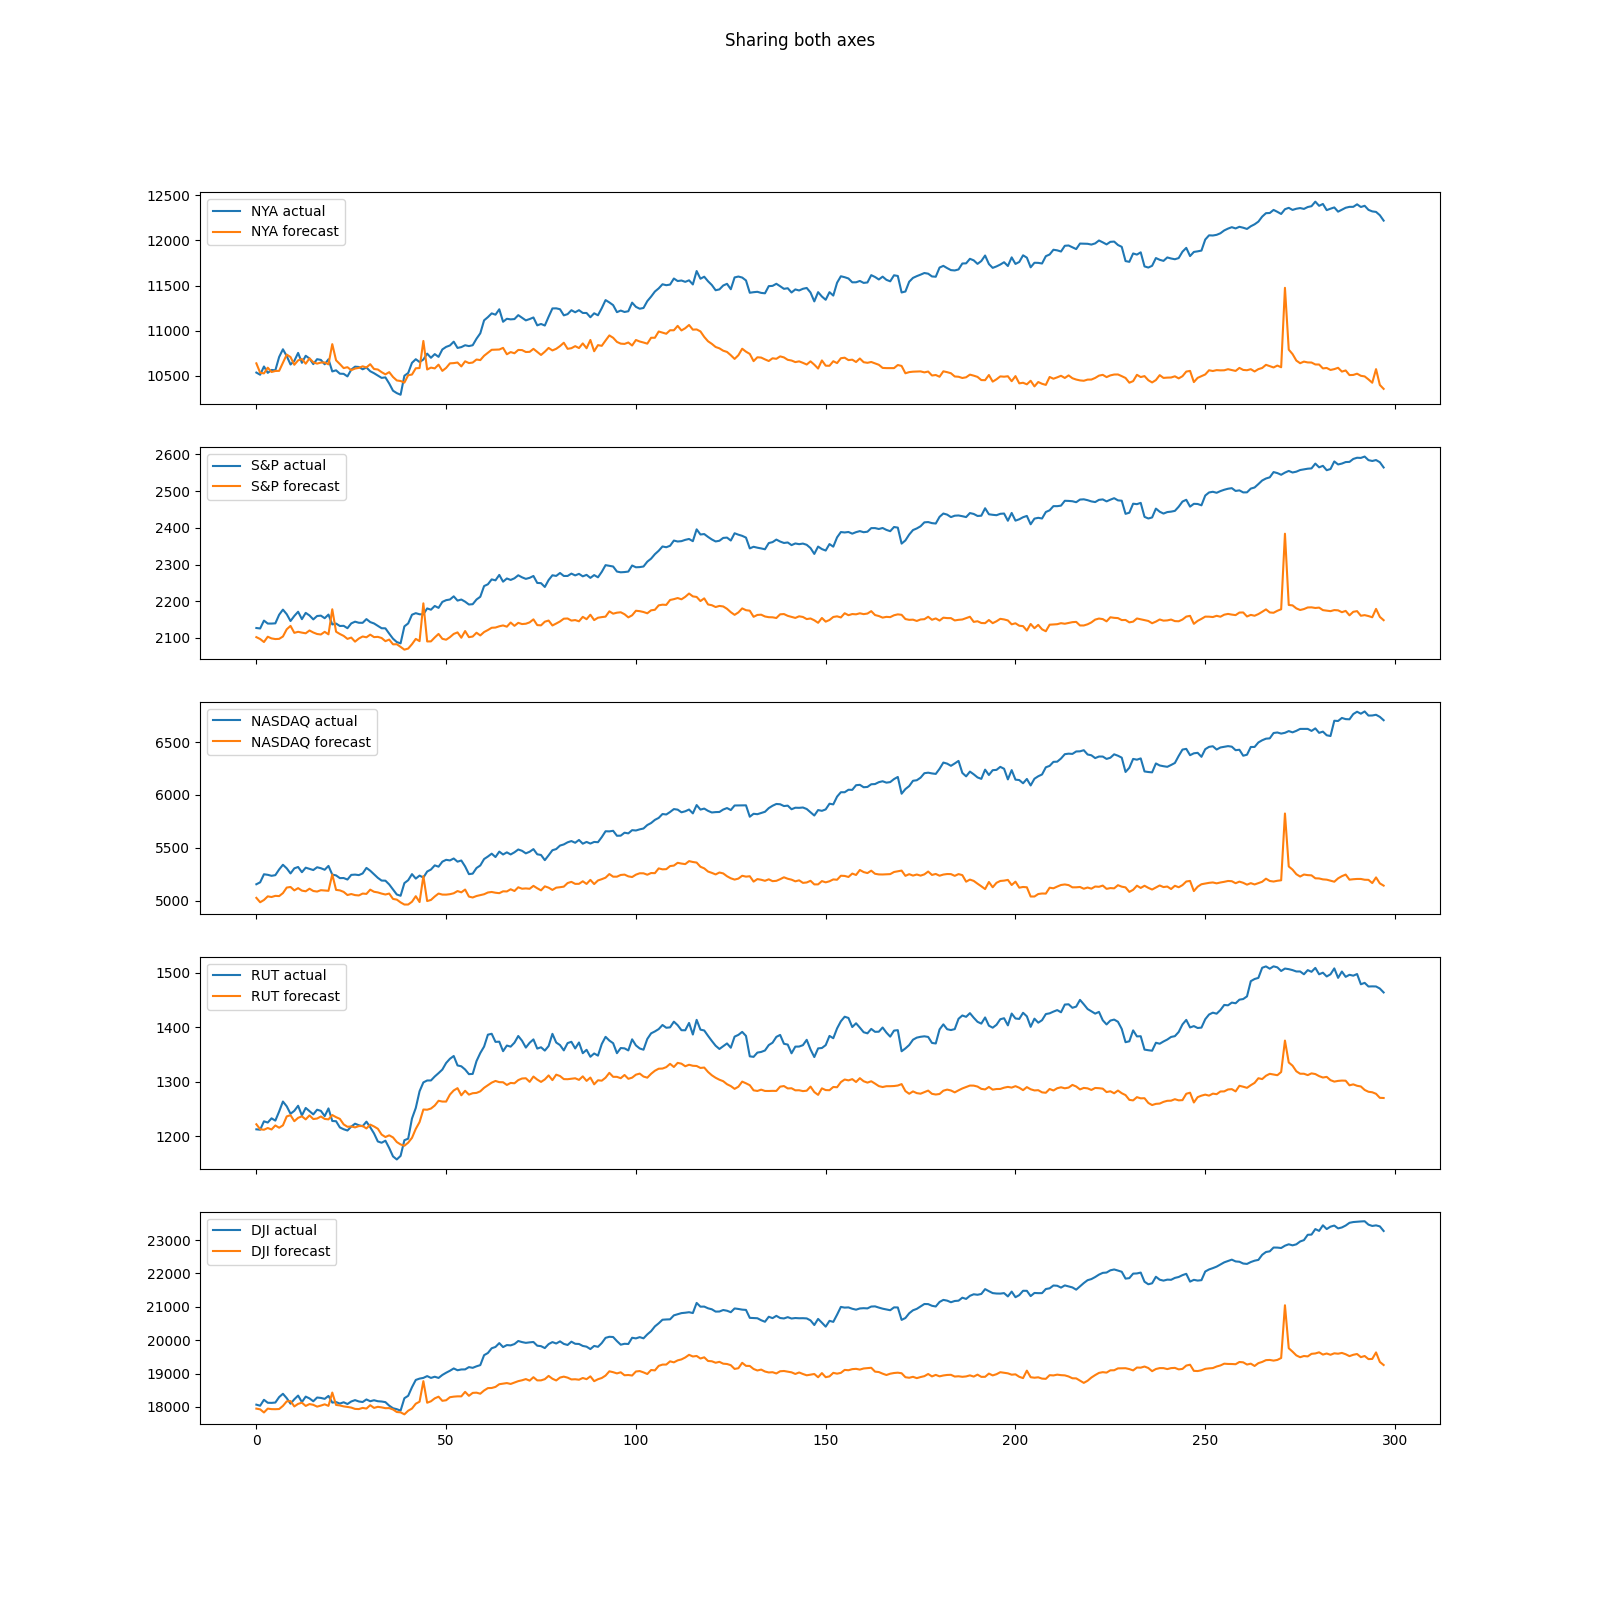 Sharing both axes
12500
12000
11500
11000
10500
NYA actual
NYA forecast
2600
2500
2400
2300
2200
2100
S&P actual
S&P forecast
6500
6000
5500
5000
NASDAQ actual
NASDAQ forecast
1500
1400
1300
1200
RUT actual
RUT forecast
23000
22000
21000
20000
19000
18000
DJI actual
DJI forecast
0 50 100 150 200 250 300